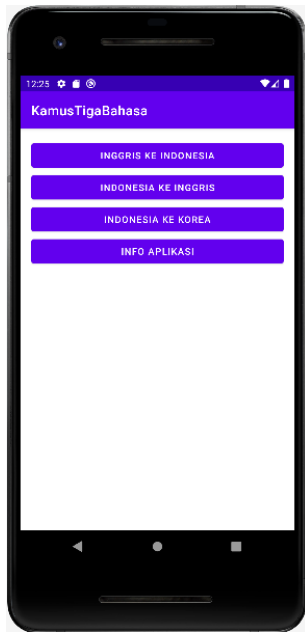 12:25
KamusTigaBahasa
INGGRIS KE INDONESIA
INDONESIA KE INGGRIS
INDONESIA KE KOREA
INFO APLIKASI